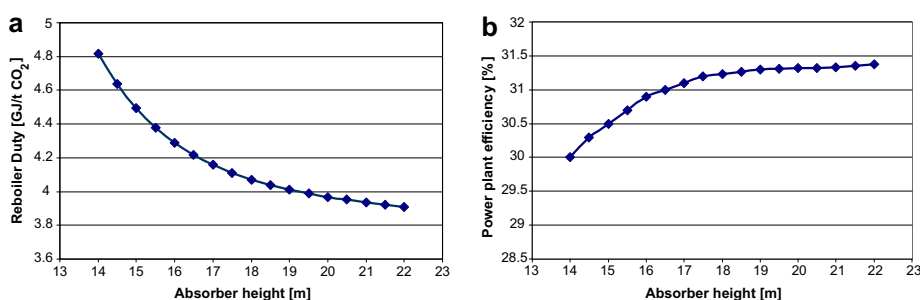 a
Reboiler Duty [GJ/t CO2]
5
4.8
4.6
4.4
4.2
4
3.8
3.6
13 14 15 16 17 18 19 20 21 22 23
Absorber height [m]
b
Power plant efficiency [%]
32
31.5
31
30.5
30
29.5
29
28.5
13 14 15 16 17 18 19 20 21 22 23
Absorber height [m]